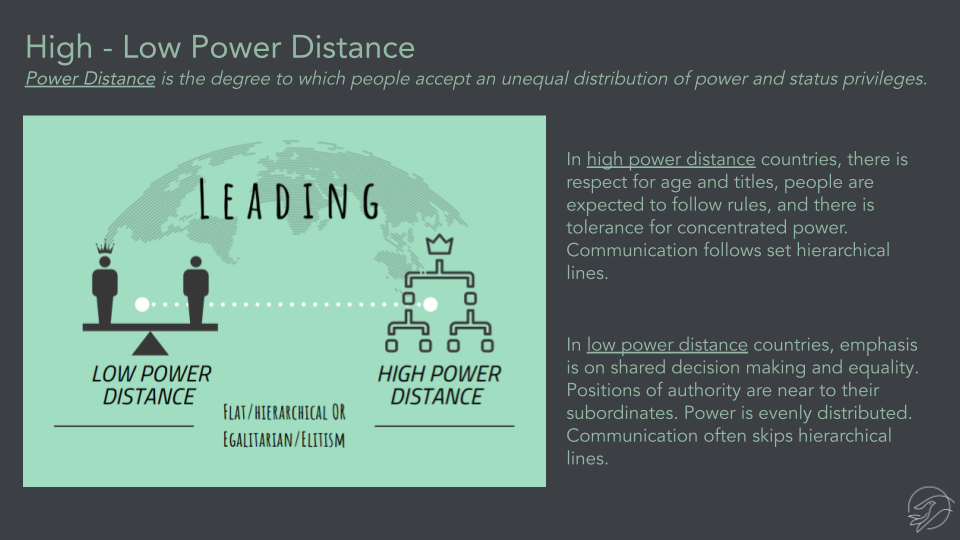 High - Low Power Distance
Power Distance is the degree to which people accept an unequal distribution of power and status privileges.
LEADING
LOW POWER
DISTANCE
HIGH POWER
DISTANCE
FLAT/HIERARCHICAL OR
EGALITARIAN/ELITISM
In high power distance countries, there is
respect for age and titles, people are
expected to follow rules, and there is
tolerance for concentrated power.
Communication follows set hierarchical
lines.
In low power distance countries, emphasis
is on shared decision making and equality.
Positions of authority are near to their
subordinates. Power is evenly distributed.
Communication often skips hierarchical
lines.